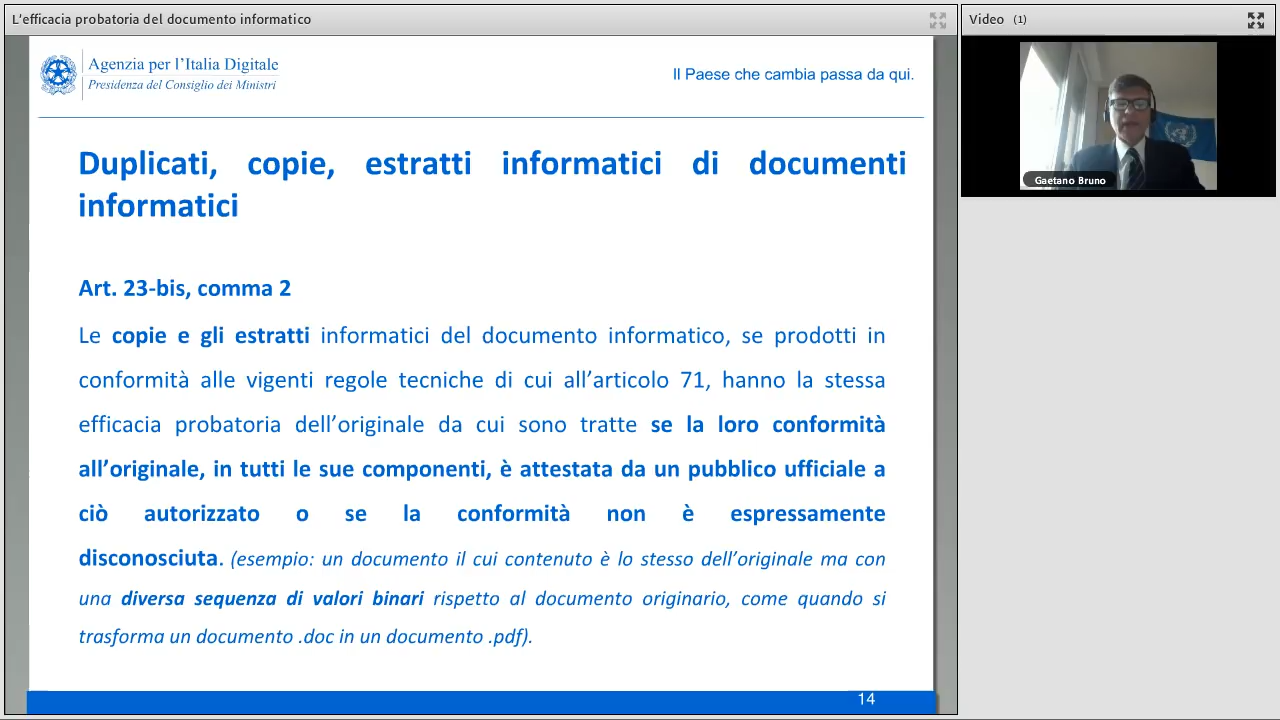 L'efficacia probatoria del documento informatico
Video (1)
Agenzia per l'Italia Digitale
Presidenza del Consiglio dei Ministri
Il Paese che cambia passa da qui.
Gaetano Bruno
Duplicati, copie, estratti informatici di documenti
informatici
Art. 23-bis, comma 2
Le copie e gli estratti informatici del documento informatico, se prodotti in
conformità alle vigenti regole tecniche di cui all’articolo 71, hanno la stessa
efficacia probatoria dell’originale da cui sono tratte se la loro conformità
all’originale, in tutti le sue componenti, è attestata da un pubblico ufficiale a
ciò autorizzato o se la conformità non è espressamente
disconosciuta. (esempio: un documento il cui contenuto è lo stesso dell’originale ma con
una diversa sequenza di valori binari rispetto al documento originario, come quando si
trasforma un documento .doc in un documento .pdf).
14